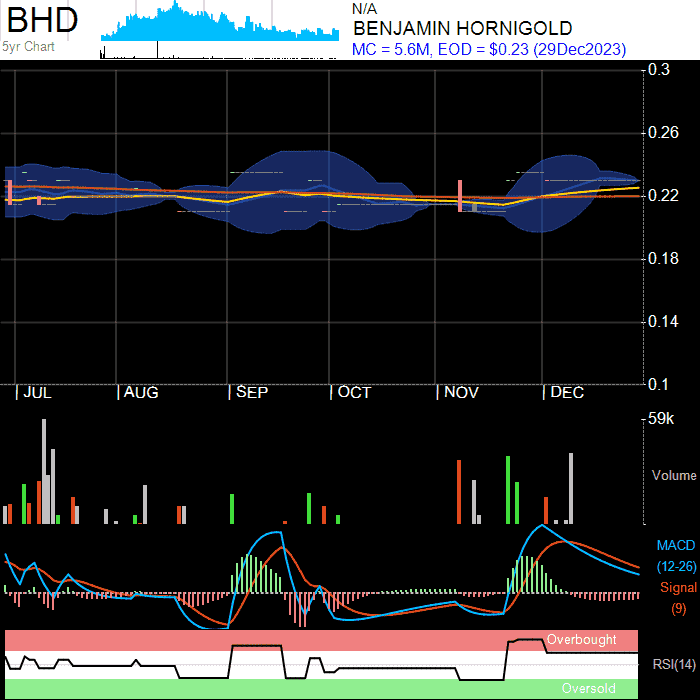 BHD
5yr Chart
N/A
BENJAMIN HORNIGOLD
MC = 5.6M, EOD = $0.23 (29Dec2023)
0.3
0.26
0.22
0.18
0.14
0.1
JUL AUG SEP OCT NOV DEC
59k
Volume
MACD
(12-26)
Signal
(9)
Overbought
RSI(14)
Oversold